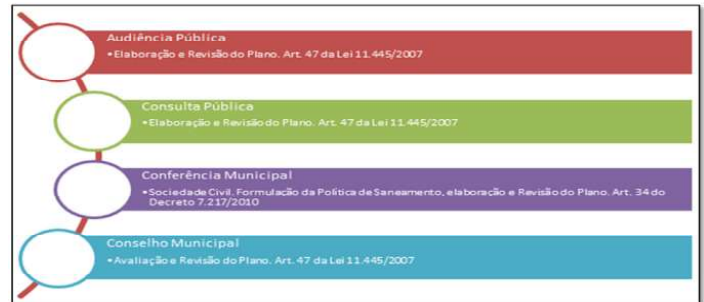 Audiência Pública
•Elaboração e Revisão do Plano. Art. 47 da Lei 11.445/2007
Consulta Pública
•Elaboração e Revisão do Plano. Art. 47 da Lei 11.445/2007
Conferência Municipal
•Sociedade Civil. Formulação da Política de Saneamento, elaboração e Revisão do Plano. Art. 34 do
Decreto 7.217/2010
Conselho Municipal
•Avaliação e Revisão do Plano. Art. 47 da Lei 11.445/2007